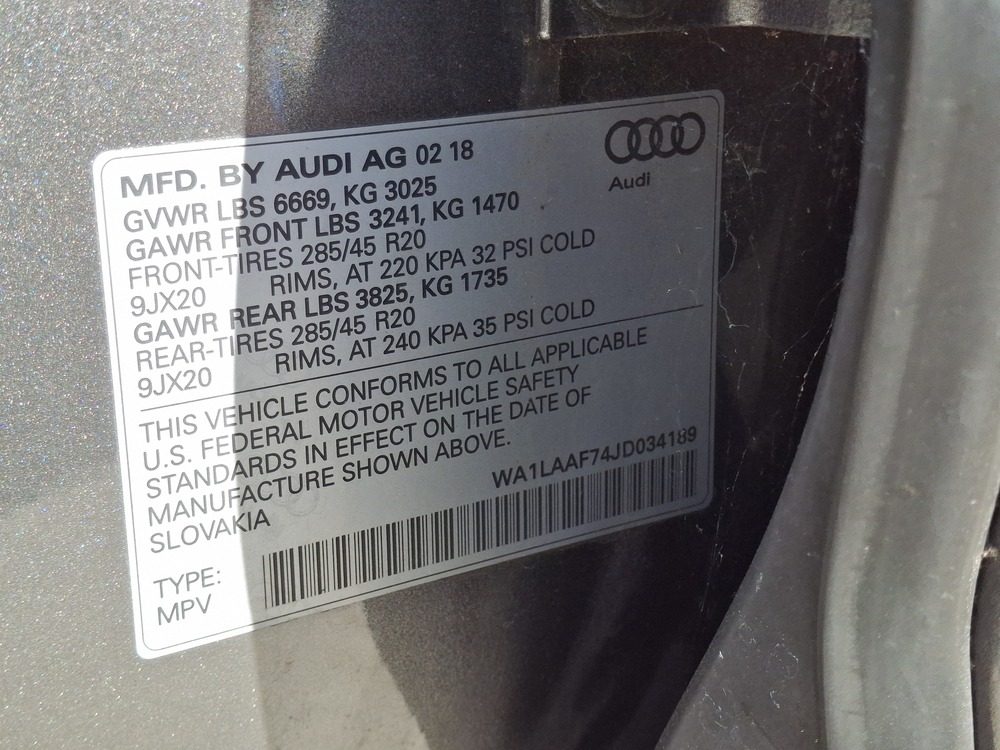 MFD. BY AUDI AG 02 18
Audi
GVWR LBS 6669, KG 3025
GAWR FRONT LBS 3241, KG 1470
FRONT-TIRES 285/45 R20
9JX20 RIMS, AT 220 KPA 32 PSI COLD
GAWR REAR LBS 3825, KG 1735
REAR-TIRES 285/45 R20
9JX20 RIMS, AT 240 KPA 35 PSI COLD
THIS VEHICLE CONFORMS TO ALL APPLICABLE
U.S. FEDERAL MOTOR VEHICLE SAFETY
STANDARDS IN EFFECT ON THE DATE OF
MANUFACTURE SHOWN ABOVE.
SLOVAKIA
WA1LAAF74JD034189
TYPE:
MPV